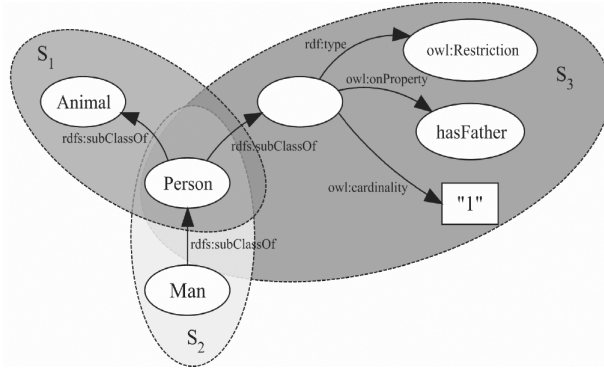 rdf:type
owl:Restriction
S1
owl:onProperty
S3
Animal
hasFather
rdfs:subClassOf
rdfs:subClassOf
Person
owl:cardinality
"1"
rdfs:subClassOf
Man
S2